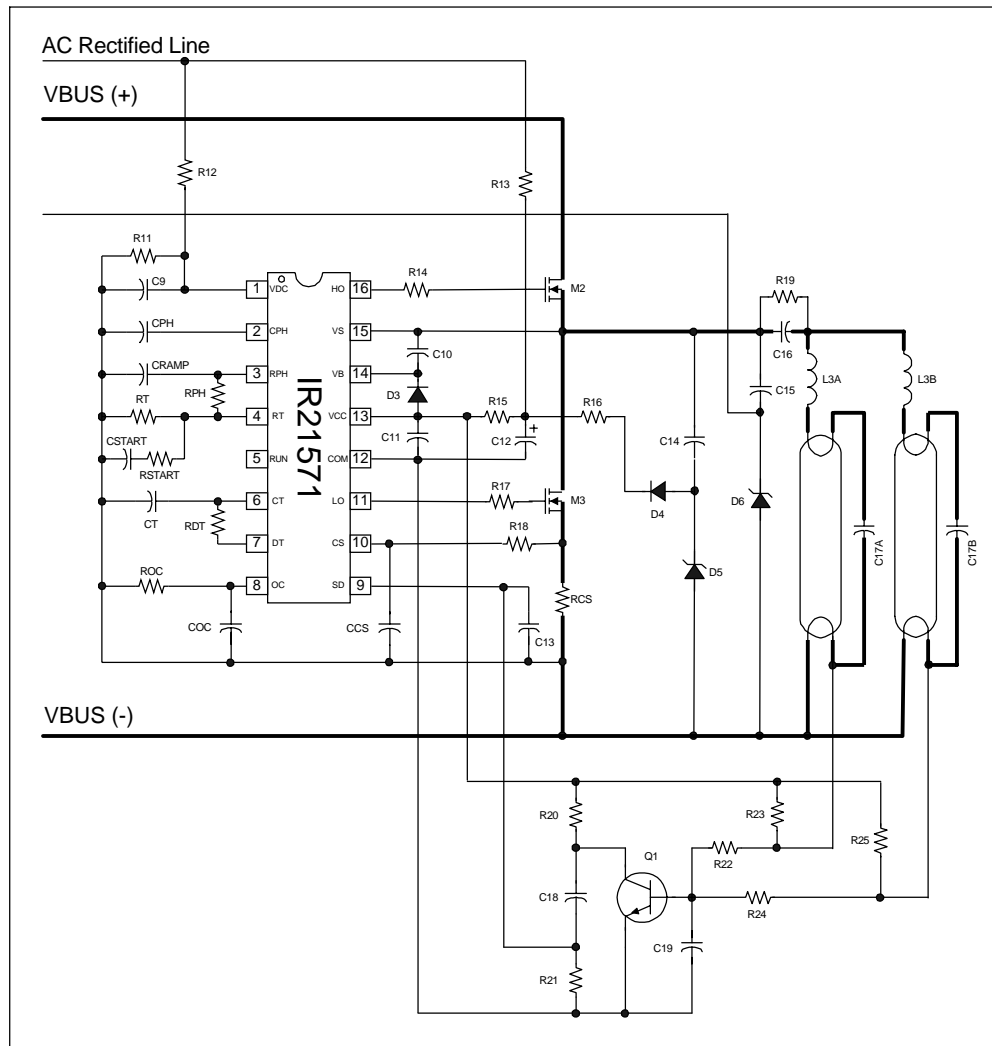 AC Rectified Line
VBUS (+)
R12
R13
R11
C9
CPH
CRAMP
RPH
RT
CSTART
RSTART
CT
RDT
ROC
COC
1 VDC HO 16
2 CPH VS 15
3 RPH VB 14
4 RT VCC 13
5 RUN COM 12
6 CT LO 11
7 DT CS 10
8 OC SD 9
IR21571
R14
M2
C10
D3
C11
R15
C12 +
R16
R17
M3
R18
RCS
CCS
C13
C14
D4
D5
C15
D6
R19
C16
L3A
L3B
C17A
C17B
VBUS (-)
R20
R23
R25
R22
Q1
C18
R24
C19
R21